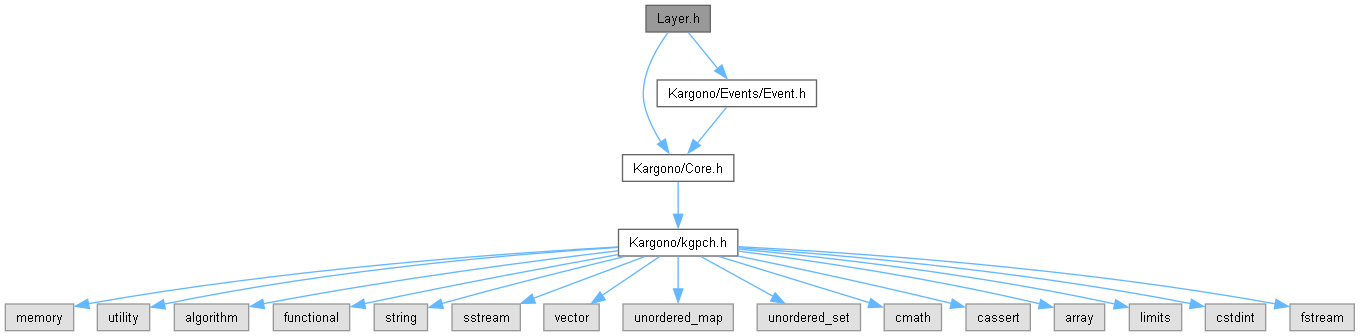 Layer.h
Kargono/Events/Event.h
Kargono/Core.h
Kargono/kgpch.h
memory
utility
algorithm
functional
string
sstream
vector
unordered_map
unordered_set
cmath
cassert
array
limits
cstdint
fstream